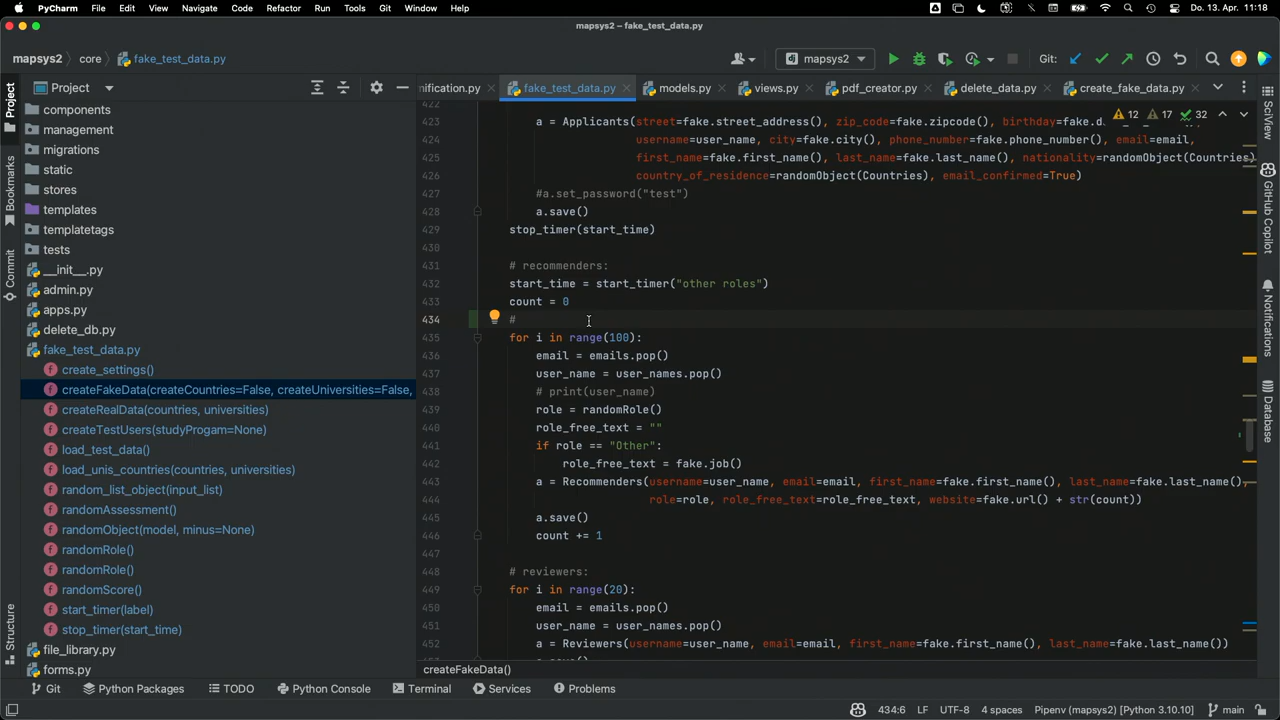 PyCharm File Edit View Navigate Code Refactor Run Tools Git Window Help Do. 13. Apr. 11:18
mapsys2 – fake_test_data.py
mapsys2 core fake_test_data.py mapsys2 Git:
Project
Project
nification.py fake_test_data.py models.py views.py pdf_creator.py delete_data.py create_fake_data.py
components
management
migrations
static
stores
templates
templatetags
tests
__init__.py
admin.py
apps.py
delete_db.py
fake_test_data.py
create_settings()
createFakeData(createCountries=False, createUniversities=False,
createRealData(countries, universities)
createTestUsers(studyProgam=None)
load_test_data()
load_unis_countries(countries, universities)
random_list_object(input_list)
randomAssessment()
randomObject(model, minus=None)
randomRole()
randomRole()
randomScore()
start_timer(label)
stop_timer(start_time)
file_library.py
forms.py
Bookmarks
Commit
Structure
12 17 32
422
423 a = Applicants(street=fake.street_address(), zip_code=fake.zipcode(), birthday=fake.d
424 username=user_name, city=fake.city(), phone_number=fake.phone_number(), email=email,
425 first_name=fake.first_name(), last_name=fake.last_name(), nationality=randomObject(Countries)
426 country_of_residence=randomObject(Countries), email_confirmed=True)
427 #a.set_password("test")
428 a.save()
429 stop_timer(start_time)
430
431 # recommenders:
432 start_time = start_timer("other roles")
433 count = 0
434 #
435 for i in range(100):
436 email = emails.pop()
437 user_name = user_names.pop()
438 # print(user_name)
439 role = randomRole()
440 role_free_text = ""
441 if role == "Other":
442 role_free_text = fake.job()
443 a = Recommenders(username=user_name, email=email, first_name=fake.first_name(), last_name=fake.last_name(),
444 role=role, role_free_text=role_free_text, website=fake.url() + str(count))
445 a.save()
446 count += 1
447
448 # reviewers:
449 for i in range(20):
450 email = emails.pop()
451 user_name = user_names.pop()
452 a = Reviewers(username=user_name, email=email, first_name=fake.first_name(), last_name=fake.last_name())
createFakeData()
SciView
GitHub Copilot
Notifications
Database
Git Python Packages TODO Python Console Terminal Services Problems
434:6 LF UTF-8 4 spaces Pipenv (mapsys2) [Python 3.10.10] main